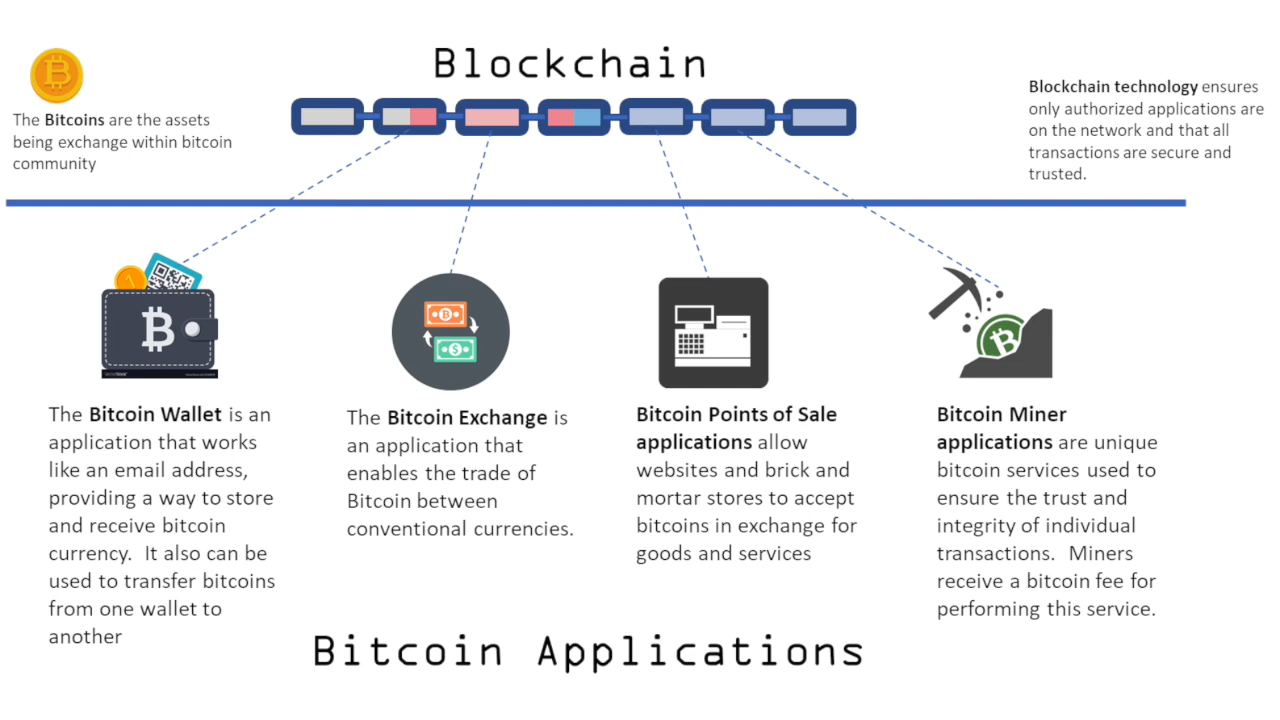 Blockchain
The Bitcoins are the assets
being exchange within bitcoin
community
Blockchain technology ensures
only authorized applications are
on the network and that all
transactions are secure and
trusted.
The Bitcoin Wallet is an
application that works
like an email address,
providing a way to store
and receive bitcoin
currency.  It also can be
used to transfer bitcoins
from one wallet to
another
The Bitcoin Exchange is
an application that
enables the trade of
Bitcoin between
conventional currencies.
Bitcoin Points of Sale
applications allow
websites and brick and
mortar stores to accept
bitcoins in exchange for
goods and services
Bitcoin Miner
applications are unique
bitcoin services used to
ensure the trust and
integrity of individual
transactions.  Miners
receive a bitcoin fee for
performing this service.
Bitcoin Applications